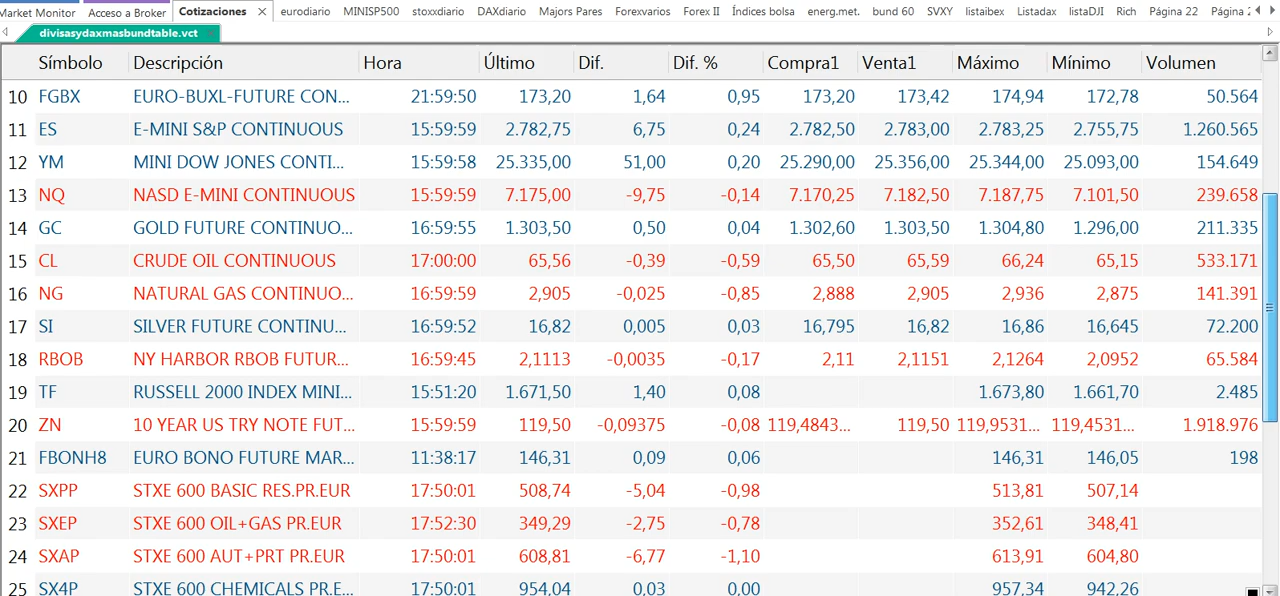 Market Monitor Acceso a Broker Cotizaciones eurodiario MINISP500 stoxxdiario DAXdiario Majors Pares Forexvarios Forex II Índices bolsa energ.met. bund 60 SVXY listaibex Listadax listaDJI Rich Página 22 Página
divisasydaxmasbundtable.vct
Símbolo Descripción Hora Último Dif. Dif. % Compra1 Venta1 Máximo Mínimo Volumen
10 FGBX EURO-BUXL-FUTURE CON... 21:59:50 173,20 1,64 0,95 173,20 173,42 174,94 172,78 50.564
11 ES E-MINI S&P CONTINUOUS 15:59:59 2.782,75 6,75 0,24 2.782,50 2.783,00 2.783,25 2.755,75 1.260.565
12 YM MINI DOW JONES CONTI... 15:59:58 25.335,00 51,00 0,20 25.290,00 25.356,00 25.344,00 25.093,00 154.649
13 NQ NASD E-MINI CONTINUOUS 15:59:59 7.175,00 -9,75 -0,14 7.170,25 7.182,50 7.187,75 7.101,50 239.658
14 GC GOLD FUTURE CONTINUO... 16:59:55 1.303,50 0,50 0,04 1.302,60 1.303,50 1.304,80 1.296,00 211.335
15 CL CRUDE OIL CONTINUOUS 17:00:00 65,56 -0,39 -0,59 65,50 65,59 66,24 65,15 533.171
16 NG NATURAL GAS CONTINUO... 16:59:59 2,905 -0,025 -0,85 2,888 2,905 2,936 2,875 141.391
17 SI SILVER FUTURE CONTINU... 16:59:52 16,82 0,005 0,03 16,795 16,82 16,86 16,645 72.200
18 RBOB NY HARBOR RBOB FUTUR... 16:59:45 2,1113 -0,0035 -0,17 2,11 2,1151 2,1264 2,0952 65.584
19 TF RUSSELL 2000 INDEX MINI... 15:51:20 1.671,50 1,40 0,08 1.673,80 1.661,70 2.485
20 ZN 10 YEAR US TRY NOTE FUT... 15:59:59 119,50 -0,09375 -0,08 119,4843... 119,50 119,9531... 119,4531... 1.918.976
21 FBONH8 EURO BONO FUTURE MAR... 11:38:17 146,31 0,09 0,06 146,31 146,05 198
22 SXPP STXE 600 BASIC RES.PR.EUR 17:50:01 508,74 -5,04 -0,98 513,81 507,14
23 SXEP STXE 600 OIL+GAS PR.EUR 17:52:30 349,29 -2,75 -0,78 352,61 348,41
24 SXAP STXE 600 AUT+PRT PR.EUR 17:50:01 608,81 -6,77 -1,10 613,91 604,80
25 SX4P STXE 600 CHEMICALS PR.E... 17:50:01 954,04 0,03 0,00 957,34 942,26